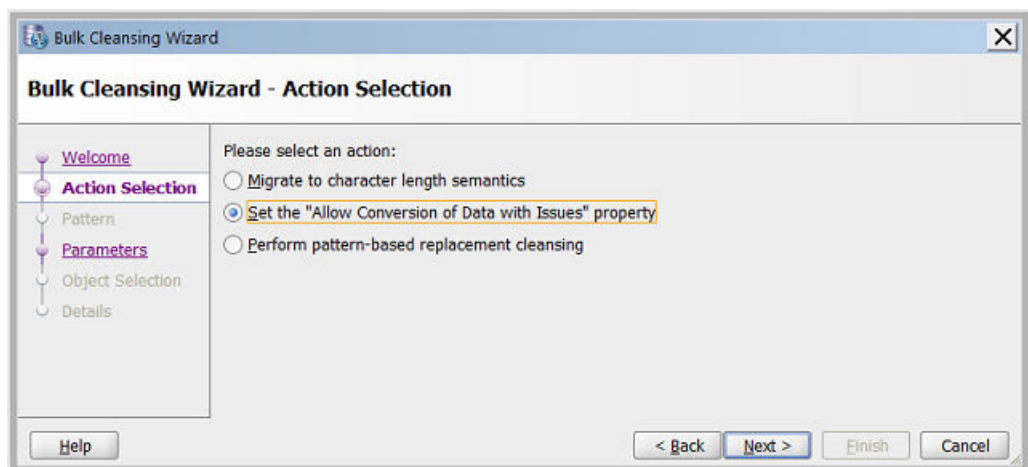 Bulk Cleansing Wizard
Bulk Cleansing Wizard - Action Selection
Welcome
Action Selection
Pattern
Parameters
Object Selection
Details
Please select an action:
Migrate to character length semantics
Set the "Allow Conversion of Data with Issues" property
Perform pattern-based replacement cleansing
Help
< Back
Next >
Finish
Cancel